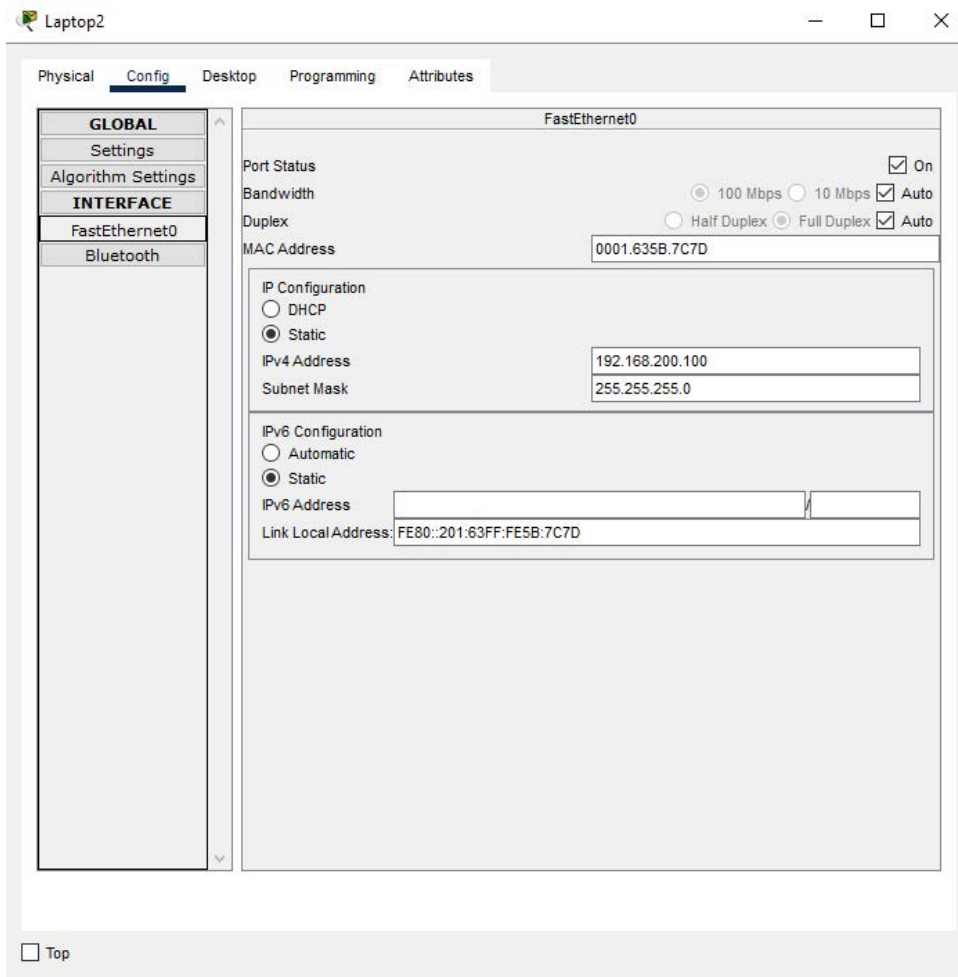 Laptop2
Physical Config Desktop Programming Attributes
GLOBAL
Settings
Algorithm Settings
INTERFACE
FastEthernet0
Bluetooth
FastEthernet0
Port Status On
Bandwidth 100 Mbps 10 Mbps Auto
Duplex Half Duplex Full Duplex Auto
MAC Address 0001.635B.7C7D
IP Configuration
DHCP
Static
IPv4 Address 192.168.200.100
Subnet Mask 255.255.255.0
IPv6 Configuration
Automatic
Static
IPv6 Address /
Link Local Address: FE80::201:63FF:FE5B:7C7D
Top